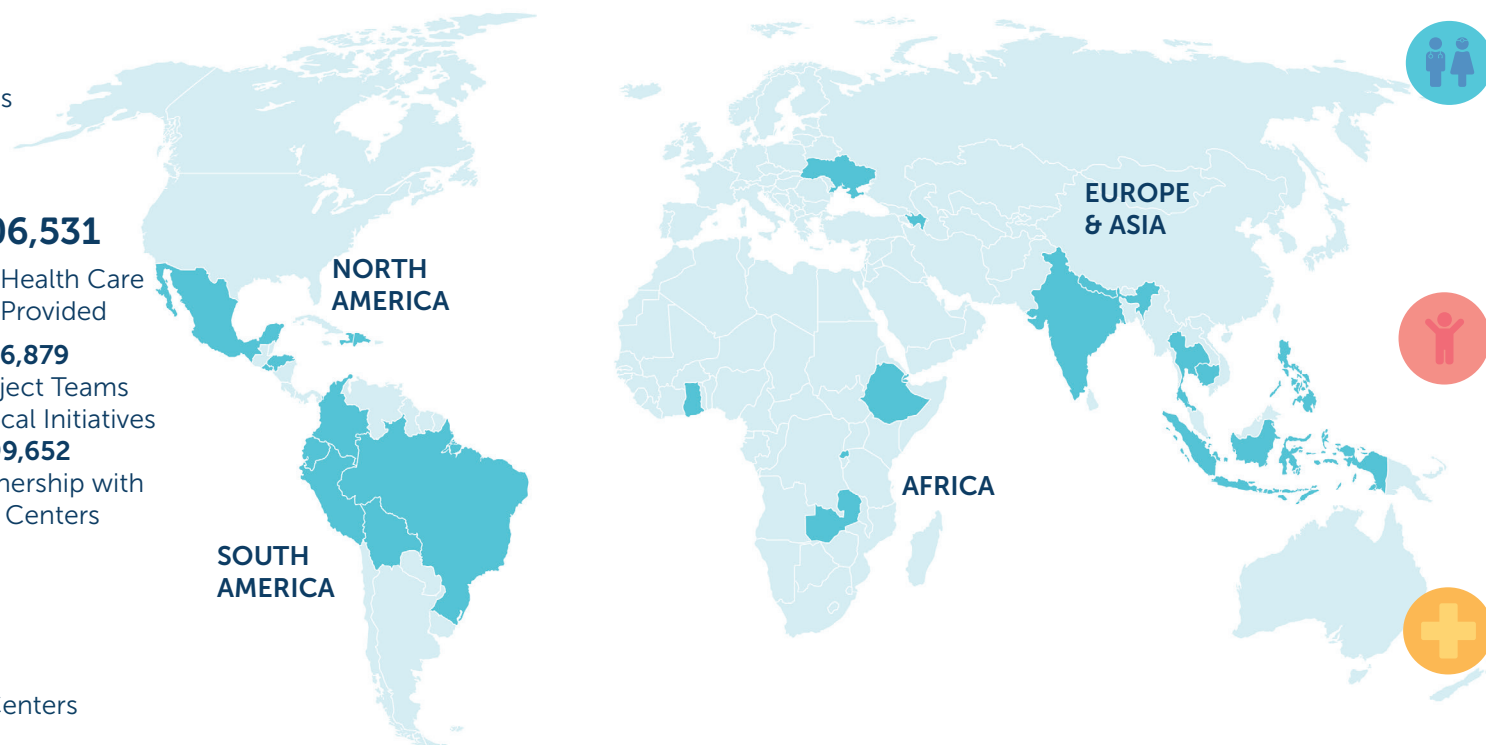 s
06,531
Health Care
Provided
6,879
ject Teams
cal Initiatives
9,652
nership with
Centers
enters
NORTH
AMERICA
SOUTH
AMERICA
AFRICA
EUROPE
& ASIA